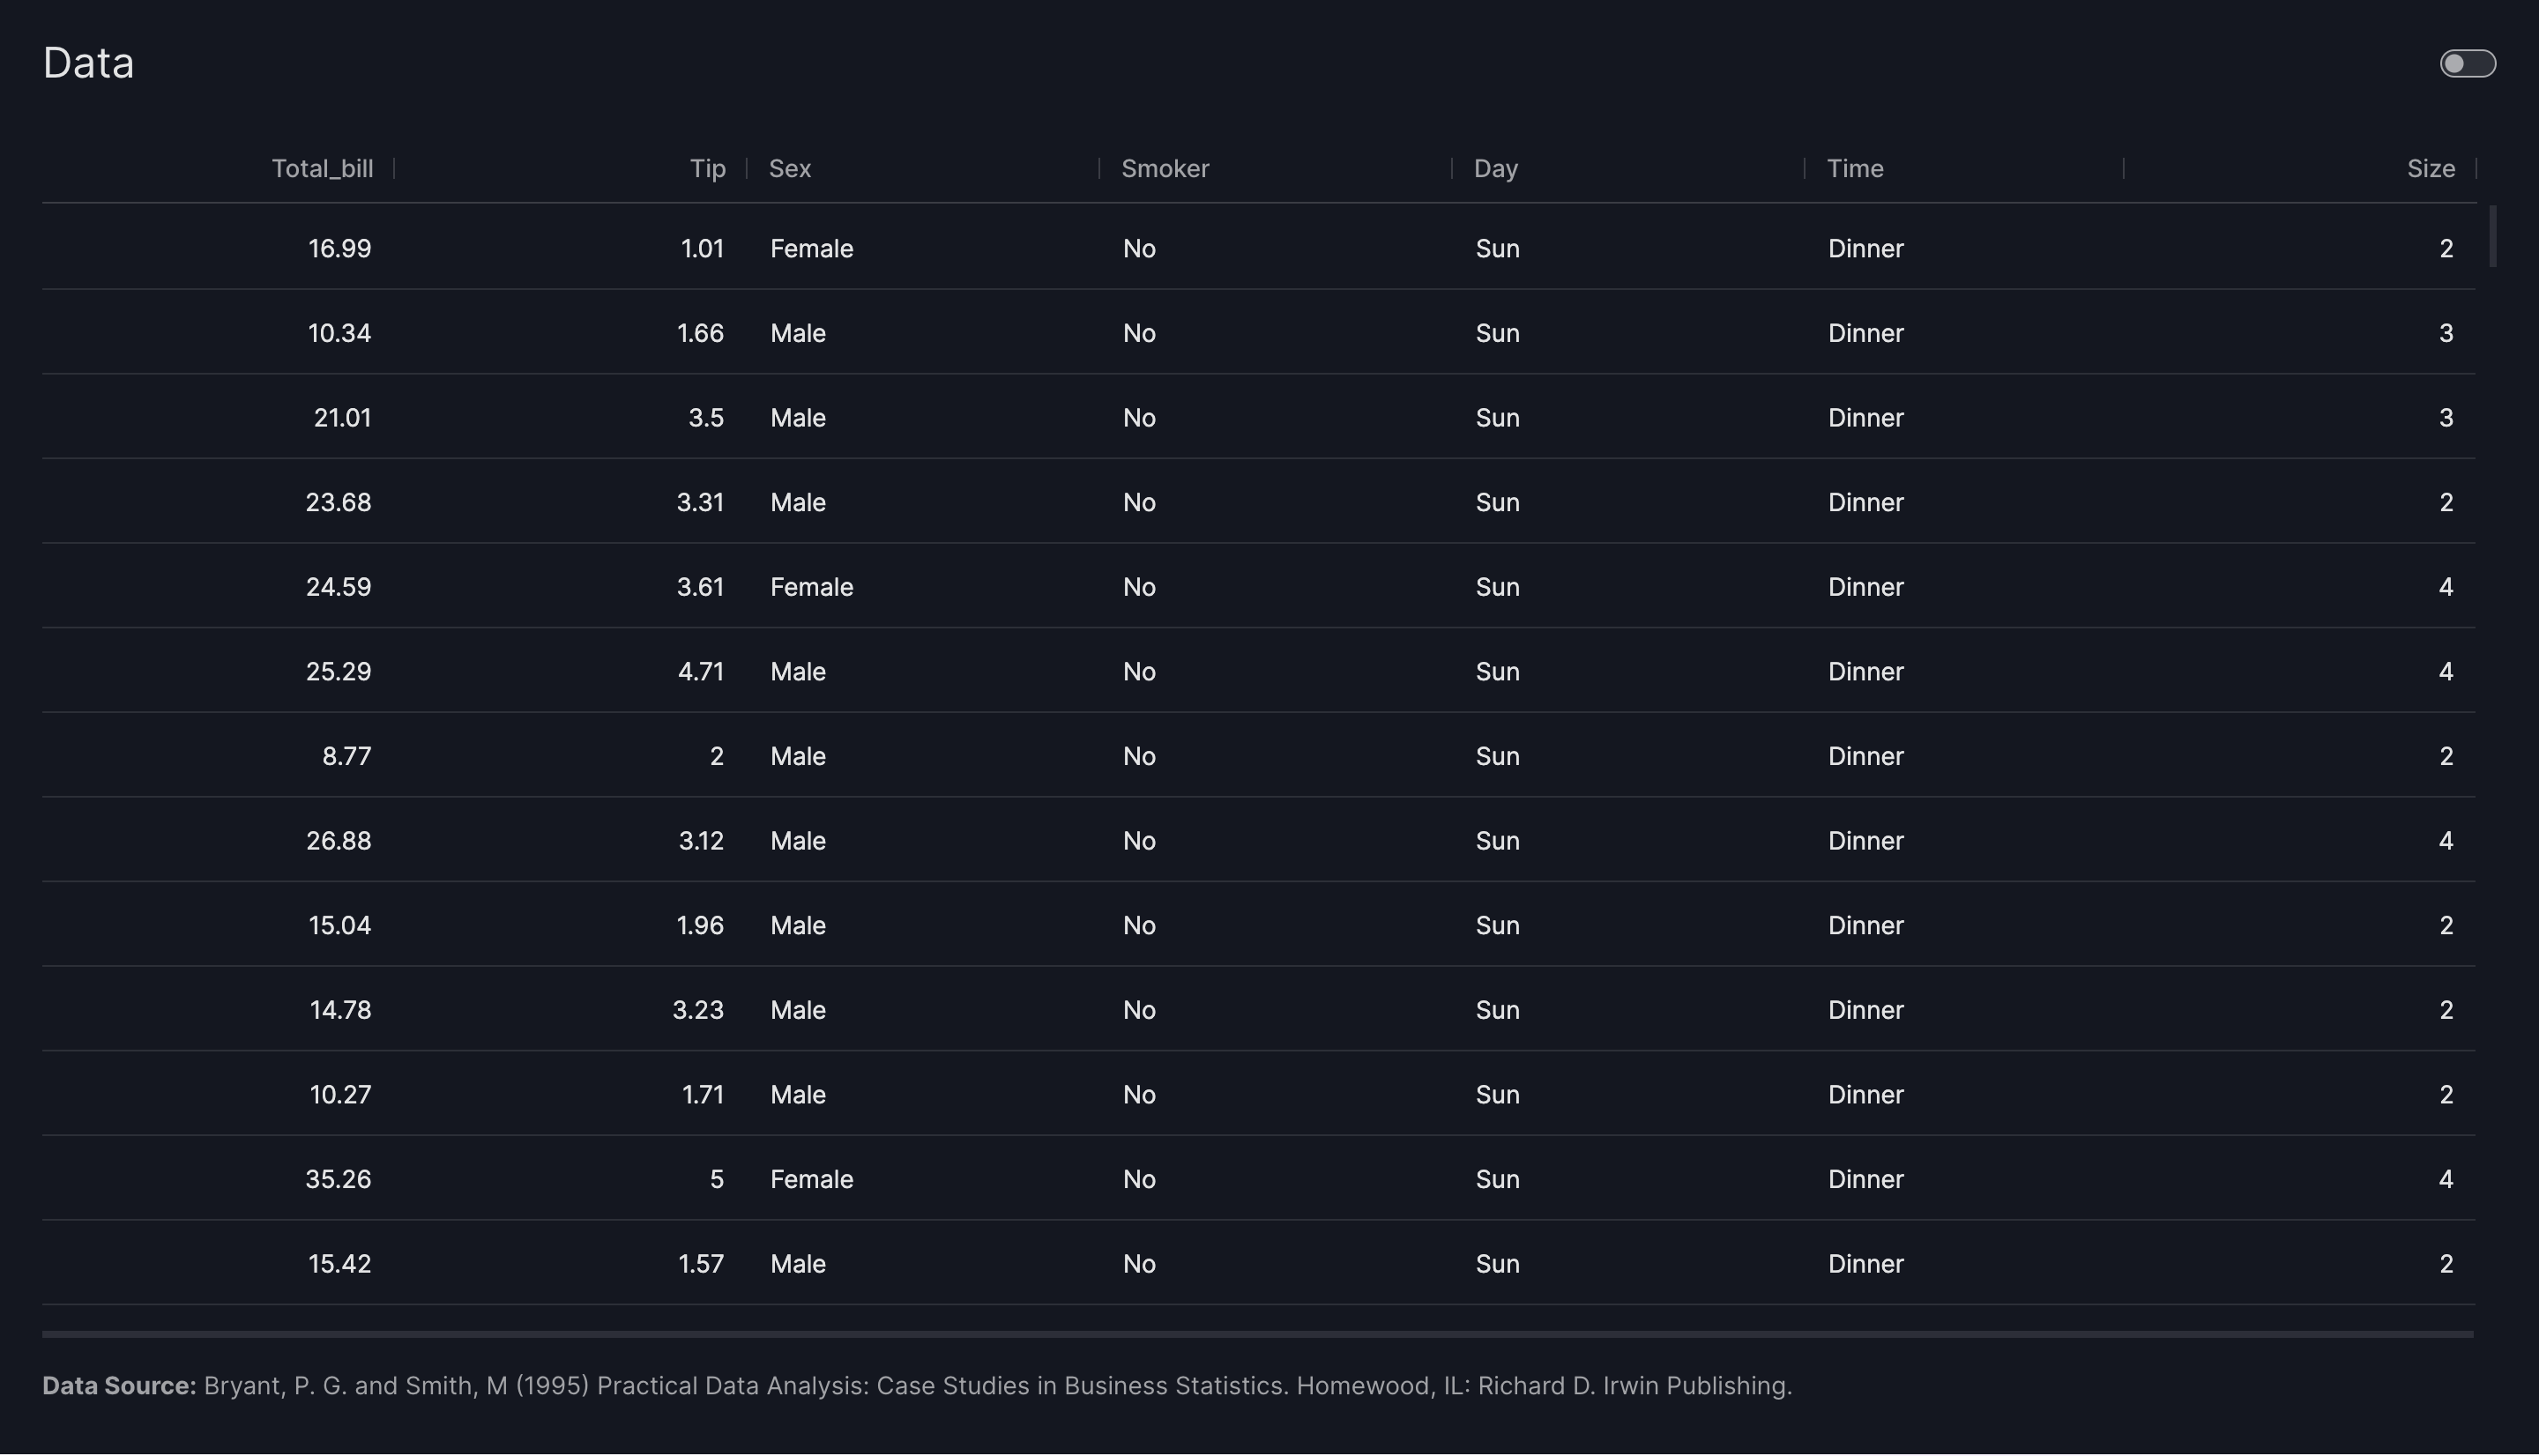 Data
Total_bill Tip Sex Smoker Day Time Size
16.99 1.01 Female No Sun Dinner 2
10.34 1.66 Male No Sun Dinner 3
21.01 3.5 Male No Sun Dinner 3
23.68 3.31 Male No Sun Dinner 2
24.59 3.61 Female No Sun Dinner 4
25.29 4.71 Male No Sun Dinner 4
8.77 2 Male No Sun Dinner 2
26.88 3.12 Male No Sun Dinner 4
15.04 1.96 Male No Sun Dinner 2
14.78 3.23 Male No Sun Dinner 2
10.27 1.71 Male No Sun Dinner 2
35.26 5 Female No Sun Dinner 4
15.42 1.57 Male No Sun Dinner 2
Data Source: Bryant, P. G. and Smith, M (1995) Practical Data Analysis: Case Studies in Business Statistics. Homewood, IL: Richard D. Irwin Publishing.